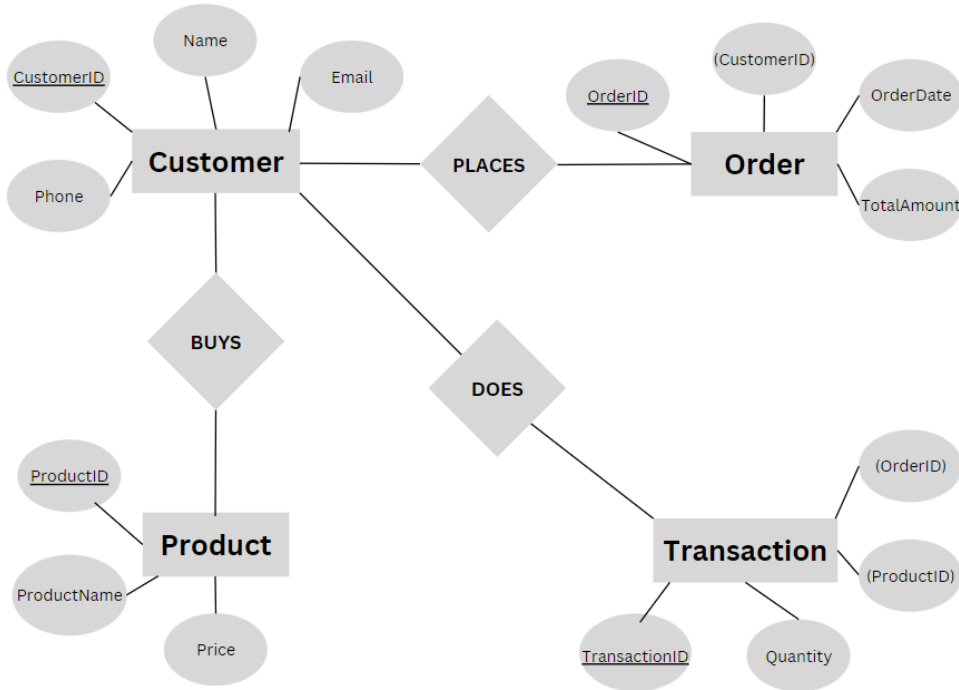 Name
CustomerID
Email
(CustomerID)
OrderID
OrderDate
Customer
PLACES
Order
Phone
TotalAmount
BUYS
DOES
ProductID
(OrderID)
Product
Transaction
(ProductID)
ProductName
Price
TransactionID
Quantity